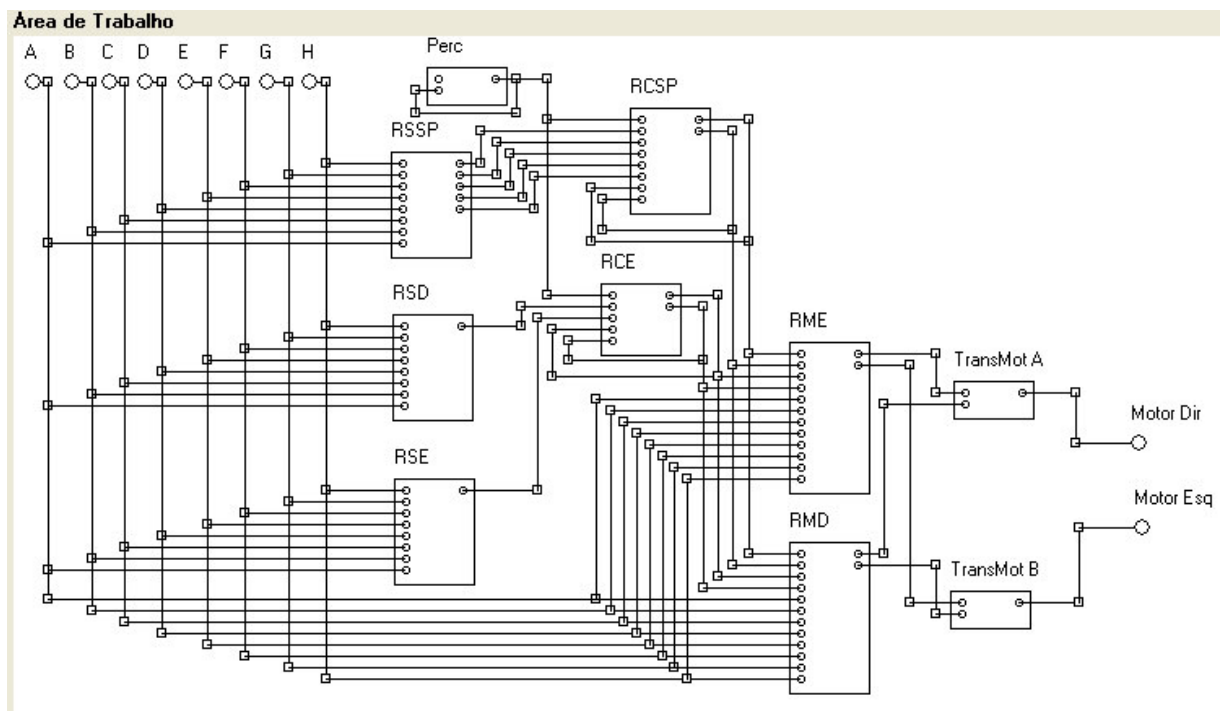 Área de Trabalho
A B C D E F G H
Perc
RCSP
RSSP
RCE
RSD
RME
TransMot A
Motor Dir
RSE
Motor Esq
RMD
TransMot B